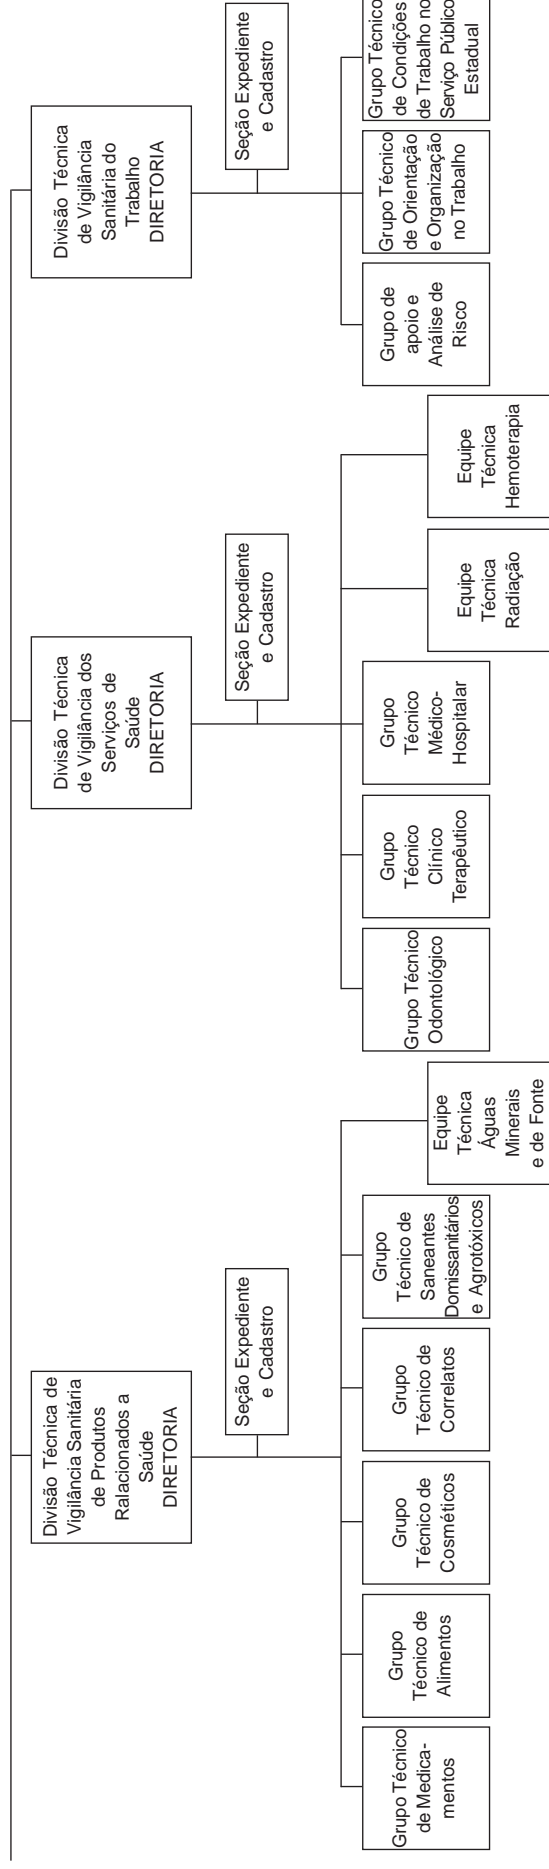 Divisão Técnica de
Vigilância Sanitária
de Produtos
Ralacionados a
Saúde
DIRETORIA
Seção Expediente
e Cadastro
Grupo Técnico
de Medica-
mentos
Grupo
Técnico de
Alimentos
Grupo
Técnico de
Cosméticos
Grupo
Técnico de
Correlatos
Grupo
Técnico de
Saneantes
Domissanitários
e Agrotóxicos
Equipe
Técnica
Águas
Minerais
e de Fonte
Divisão Técnica
de Vigilância dos
Serviços de
Saúde
DIRETORIA
Seção Expediente
e Cadastro
Grupo Técnico
Odontológico
Grupo
Técnico
Clínico
Terapêutico
Grupo
Técnico
Médico-
Hospitalar
Equipe
Técnica
Radiação
Equipe
Técnica
Hemoterapia
Divisão Técnica
de Vigilância
Sanitária do
Trabalho
DIRETORIA
Seção Expediente
e Cadastro
Grupo de
apoio e
Análise de
Risco
Grupo Técnico
de Orientação
e Organização
no Trabalho
Grupo Técnico
de Condições
de Trabalho no
Serviço Público
Estadual